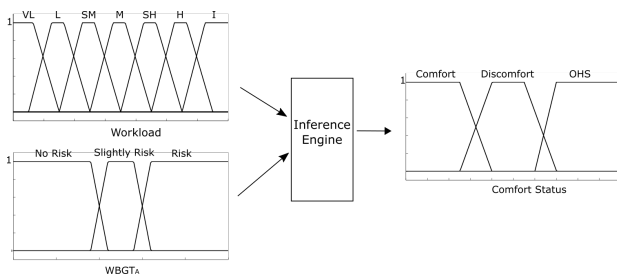 VL L SM M SH H I
1
Workload
No Risk Slightly Risk Risk
1
WBGTA
Inference
Engine
Comfort Discomfort OHS
1
Comfort Status